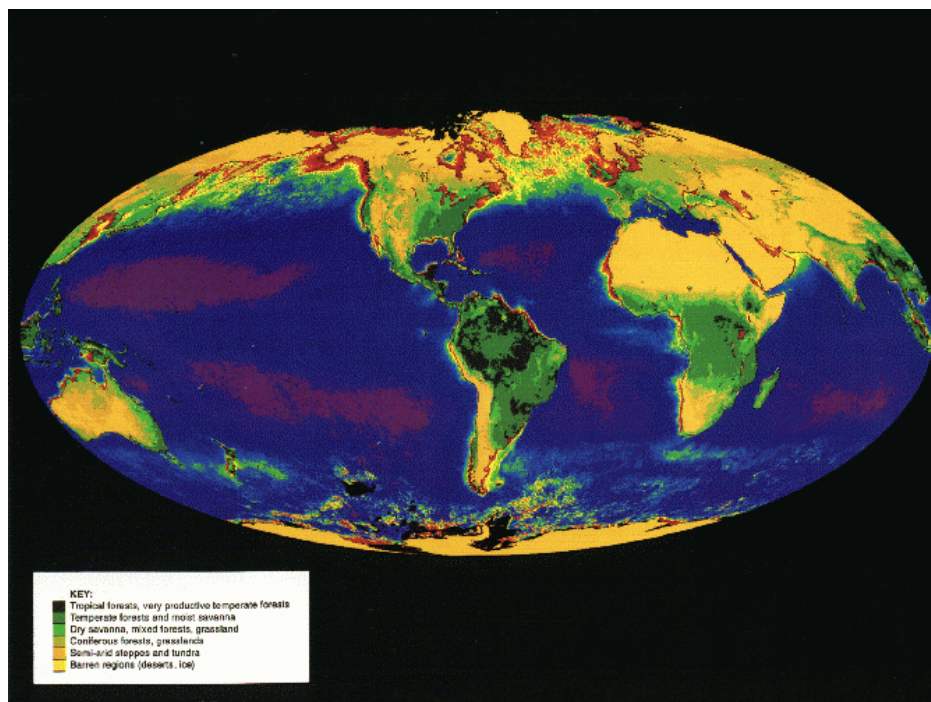 KEY:
Tropical forests, very productive temperate forests
Temperate forests and moist savanna
Dry savanna, mixed forests, grassland
Coniferous forests, grasslands
Semi-arid steppes and tundra
Barren regions (deserts, ice)